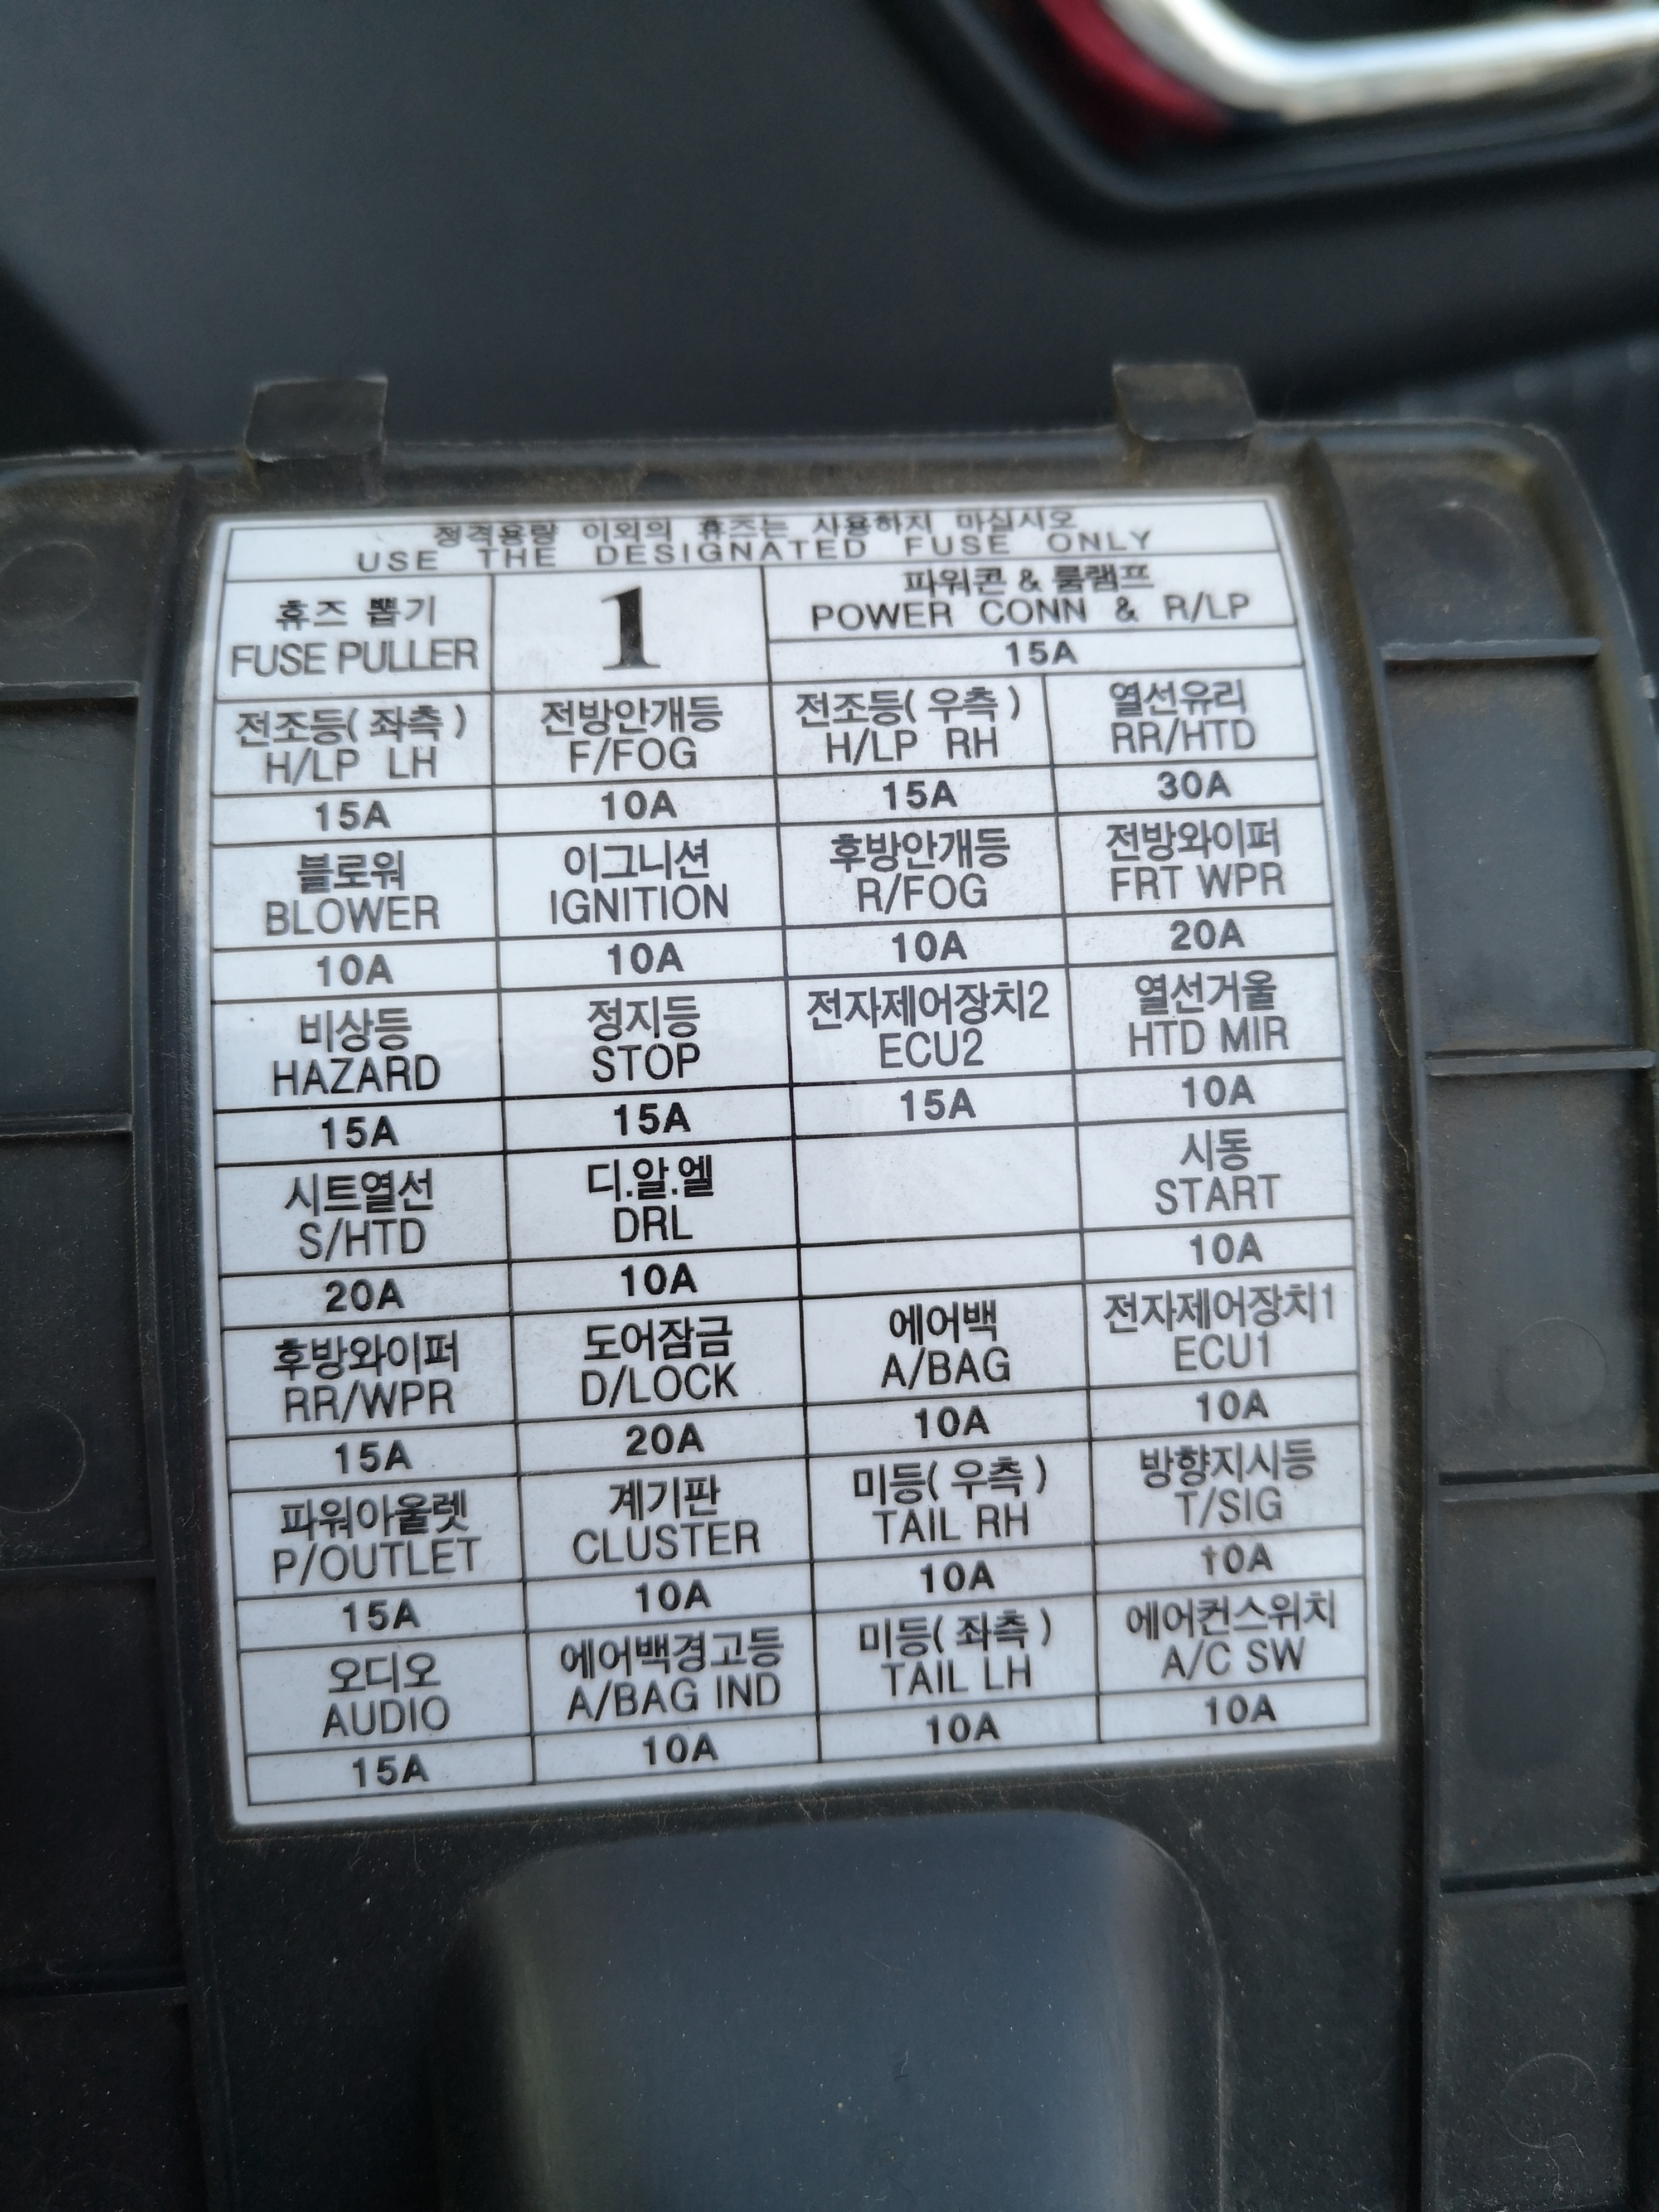 정격용량 이외의 휴즈는 사용하지 마십시오
USE THE DESIGNATED FUSE ONLY
휴즈 뽑기
FUSE PULLER
1
파워콘 & 룸램프
POWER CONN & R/LP
15A
전조등( 좌측 )
H/LP LH
15A
전방안개등
F/FOG
10A
전조등( 우측 )
H/LP RH
15A
열선유리
RR/HTD
30A
블로워
BLOWER
10A
이그니션
IGNITION
10A
후방안개등
R/FOG
10A
전방와이퍼
FRT WPR
20A
비상등
HAZARD
15A
정지등
STOP
15A
전자제어장치2
ECU2
15A
열선거울
HTD MIR
10A
시트열선
S/HTD
20A
디.알.엘
DRL
10A
시동
START
10A
후방와이퍼
RR/WPR
15A
도어잠금
D/LOCK
20A
에어백
A/BAG
10A
전자제어장치1
ECU1
10A
파워아울렛
P/OUTLET
15A
계기판
CLUSTER
10A
미등( 우측 )
TAIL RH
10A
방향지시등
T/SIG
10A
오디오
AUDIO
15A
에어백경고등
A/BAG IND
10A
미등( 좌측 )
TAIL LH
10A
에어컨스위치
A/C SW
10A